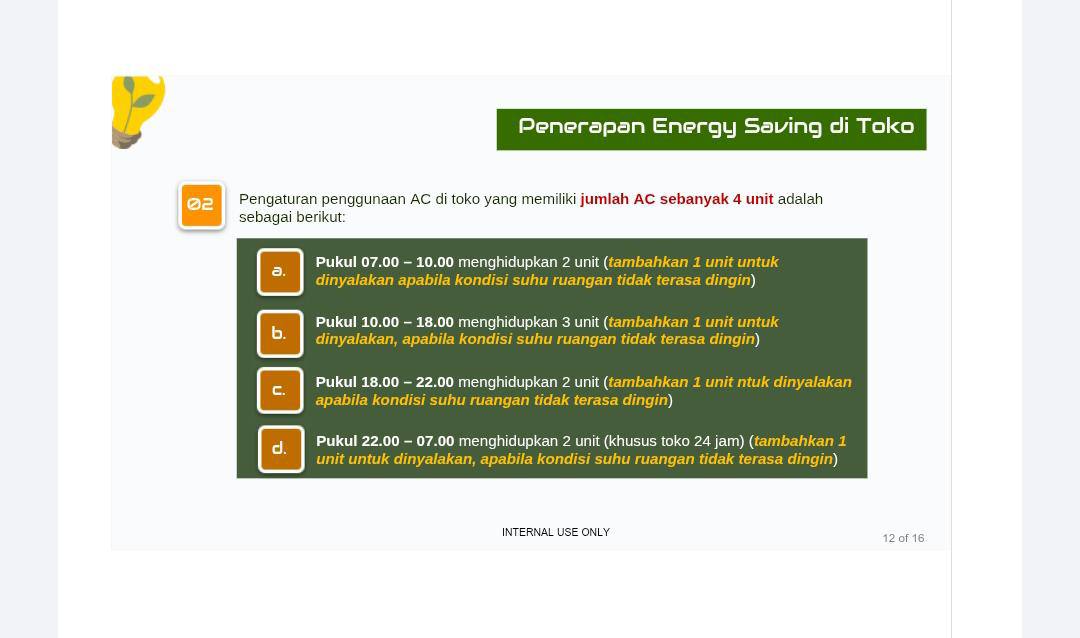 Penerapan Energy Saving di Toko
02
Pengaturan penggunaan AC di toko yang memiliki jumlah AC sebanyak 4 unit adalah
sebagai berikut:
a.
Pukul 07.00 – 10.00 menghidupkan 2 unit (tambahkan 1 unit untuk
dinyalakan apabila kondisi suhu ruangan tidak terasa dingin)
b.
Pukul 10.00 – 18.00 menghidupkan 3 unit (tambahkan 1 unit untuk
dinyalakan, apabila kondisi suhu ruangan tidak terasa dingin)
c.
Pukul 18.00 – 22.00 menghidupkan 2 unit (tambahkan 1 unit ntuk dinyalakan
apabila kondisi suhu ruangan tidak terasa dingin)
d.
Pukul 22.00 – 07.00 menghidupkan 2 unit (khusus toko 24 jam) (tambahkan 1
unit untuk dinyalakan, apabila kondisi suhu ruangan tidak terasa dingin)
INTERNAL USE ONLY
12 of 16